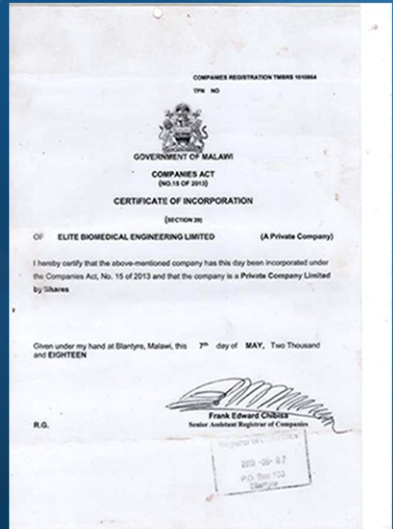 COMPANIES REGISTRATION TMBRS 1010864
TPN NO
GOVERNMENT OF MALAWI
COMPANIES ACT
(NO.15 OF 2013)
CERTIFICATE OF INCORPORATION
(SECTION 29)
OF ELITE BIOMEDICAL ENGINEERING LIMITED (A Private Company)
I hereby certify that the above-mentioned company has this day been incorporated under
the Companies Act, No. 15 of 2013 and that the company is a Private Company Limited
by Shares
Given under my hand at Blantyre, Malawi, this 7th day of MAY, Two Thousand
and EIGHTEEN
Frank Edward Chibisa
R.G. Senior Assistant Registrar of Companies
P.O. Box
Blantyre